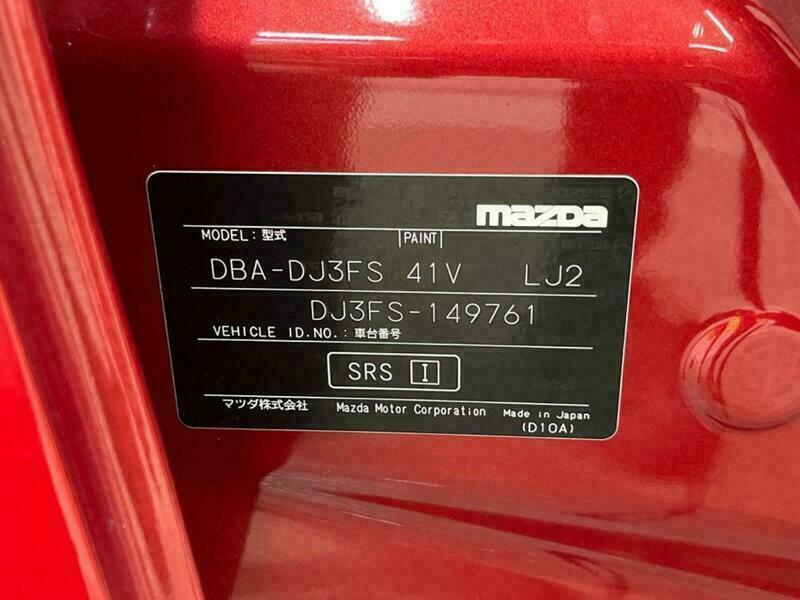 mazda
MODEL: 型式 |PAINT|
DBA-DJ3FS 41V LJ2
DJ3FS-149761
VEHICLE ID.NO.: 車台番号
SRS I
マツダ株式会社 Mazda Motor Corporation Made in Japan
(D10A)